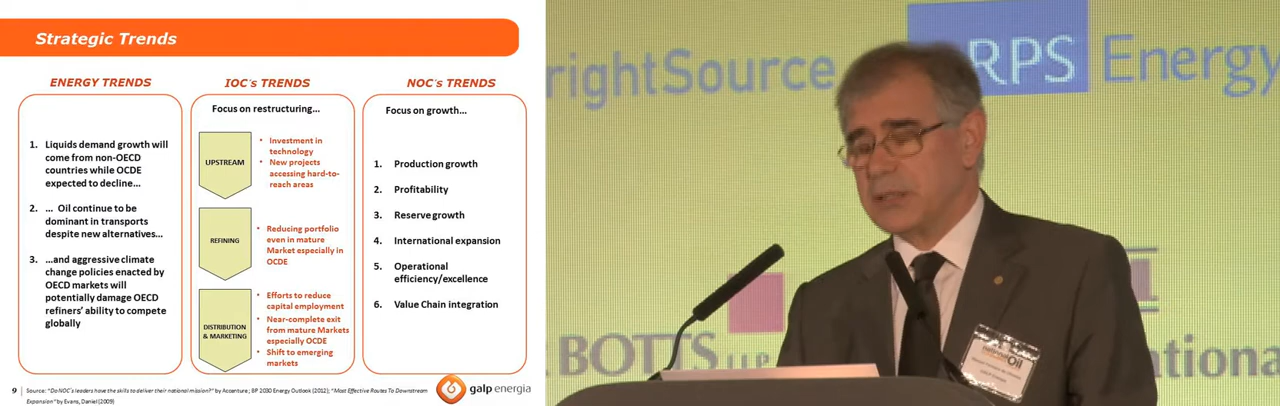 Strategic Trends
ENERGY TRENDS
1. Liquids demand growth will
come from non-OECD
countries while OCDE
expected to decline…
2. … Oil continue to be
dominant in transports
despite new alternatives…
3. …and aggressive climate
change policies enacted by
OECD markets will
potentially damage OECD
refiners' ability to compete
globally
IOC´s TRENDS
Focus on restructuring…
UPSTREAM
• Investment in
technology
• New projects
accessing hard-to-
reach areas
REFINING
• Reducing portfolio
even in mature
Market especially in
OCDE
DISTRIBUTION
& MARKETING
• Efforts to reduce
capital employment
• Near-complete exit
from mature Markets
especially OCDE
• Shift to emerging
markets
NOC´s TRENDS
Focus on growth…
1. Production growth
2. Profitability
3. Reserve growth
4. International expansion
5. Operational
efficiency/excellence
6. Value Chain integration
9
Source: "Do NOC´s leaders have the skills to deliver their national mission?" by Accenture ; BP 2030 Energy Outlook (2012); "Most Effective Routes To Downstream
Expansion" by Evans, Daniel (2009)
galp energia
rightSource
RPS Energy
BOTTS L.L.P.
national
Oil